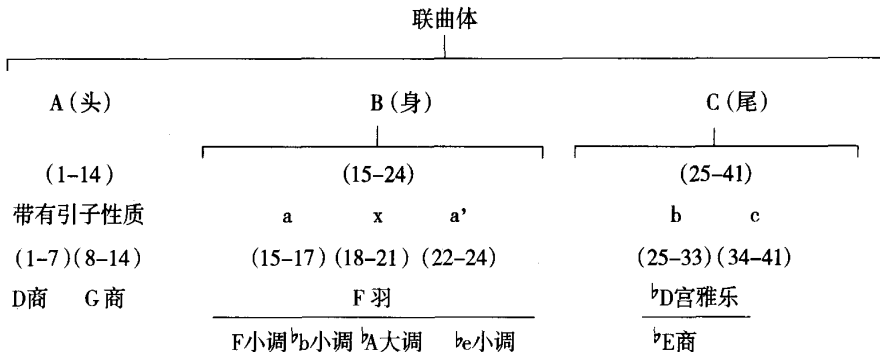 联曲体
A(头) B(身) C(尾)
(1-14) (15-24) (25-41)
带有引子性质 a x a’ b c
(1-7)(8-14) (15-17) (18-21) (22-24) (25-33)(34-41)
D商 G商 F羽 ♭D宫雅乐
F小调♭b小调♭A大调 ♭e小调 ♭E商